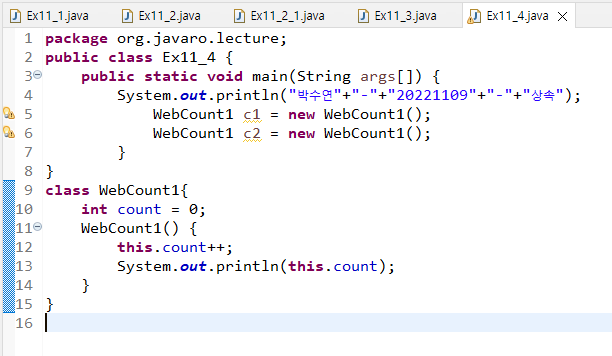 Ex11_1.java Ex11_2.java Ex11_2_1.java Ex11_3.java Ex11_4.java
1 package org.javaro.lecture;
2 public class Ex11_4 {
3 public static void main(String args[]) {
4 System.out.println("박수연"+"-"+"20221109"+"-"+"상속");
5 WebCount1 c1 = new WebCount1();
6 WebCount1 c2 = new WebCount1();
7 }
8 }
9 class WebCount1{
10 int count = 0;
11 WebCount1() {
12 this.count++;
13 System.out.println(this.count);
14 }
15 }
16